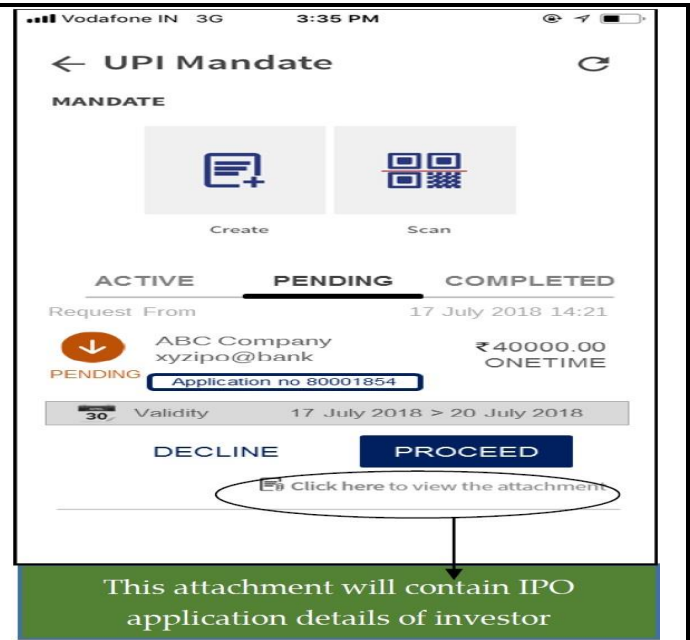 Vodafone IN 3G 3:35 PM
← UPI Mandate
MANDATE
Create Scan
ACTIVE PENDING COMPLETED
Request From 17 July 2018 14:21
ABC Company ₹40000.00
xyzipo@bank ONETIME
PENDING Application no 80001854
30 Validity 17 July 2018 > 20 July 2018
DECLINE PROCEED
Click here to view the attachment
This attachment will contain IPO
application details of investor